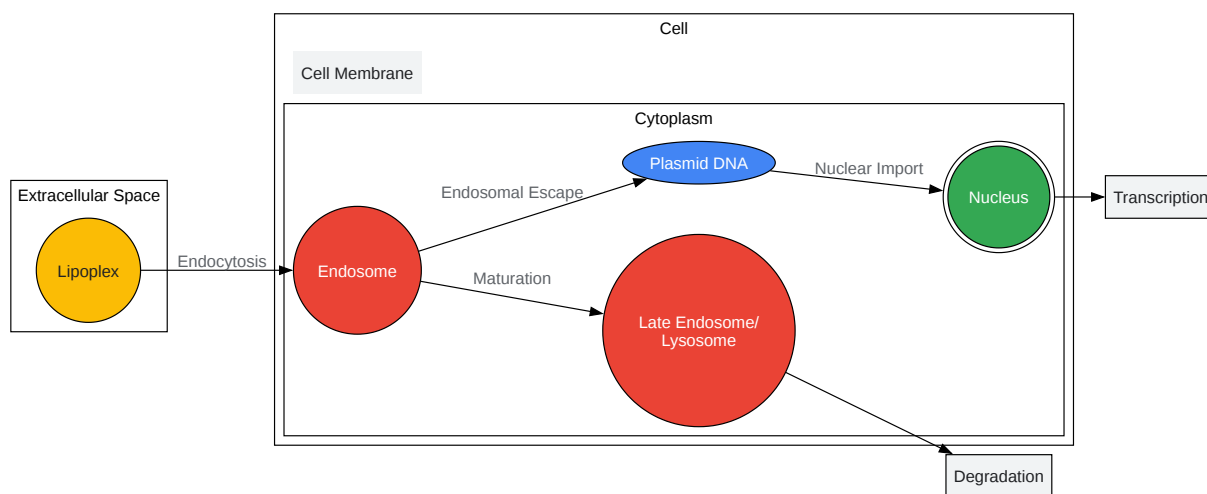 Cell
Cell Membrane
Cytoplasm
Plasmid DNA
Nuclear Import
Endosomal Escape
Extracellular Space
Nucleus
Transcription
Lipoplex
Endocytosis
Endosome
Maturation
Late Endosome/
Lysosome
Degradation